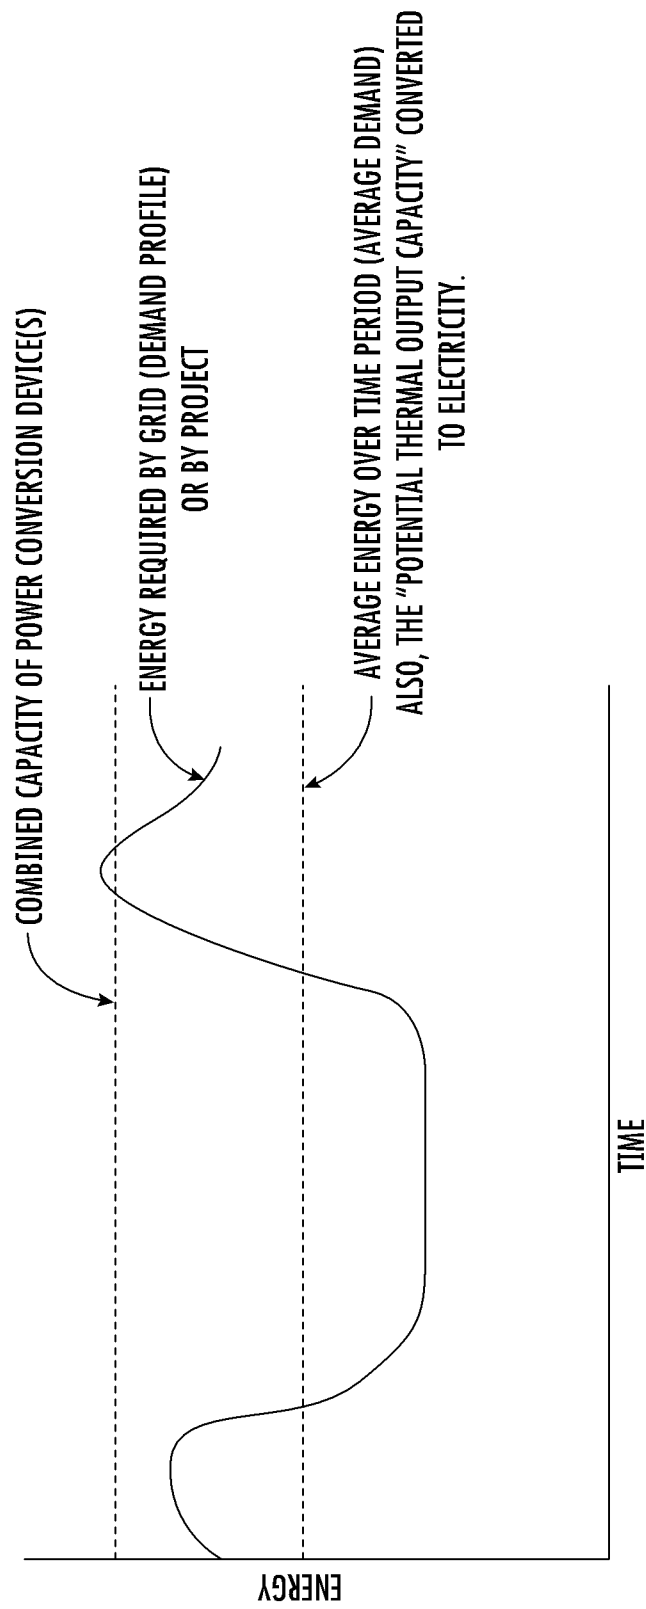 COMBINED CAPACITY OF POWER CONVERSION DEVICE(S)
ENERGY REQUIRED BY GRID (DEMAND PROFILE)
OR BY PROJECT
AVERAGE ENERGY OVER TIME PERIOD (AVERAGE DEMAND)
ALSO, THE "POTENTIAL THERMAL OUTPUT CAPACITY" CONVERTED
TO ELECTRICITY.
ENERGY
TIME